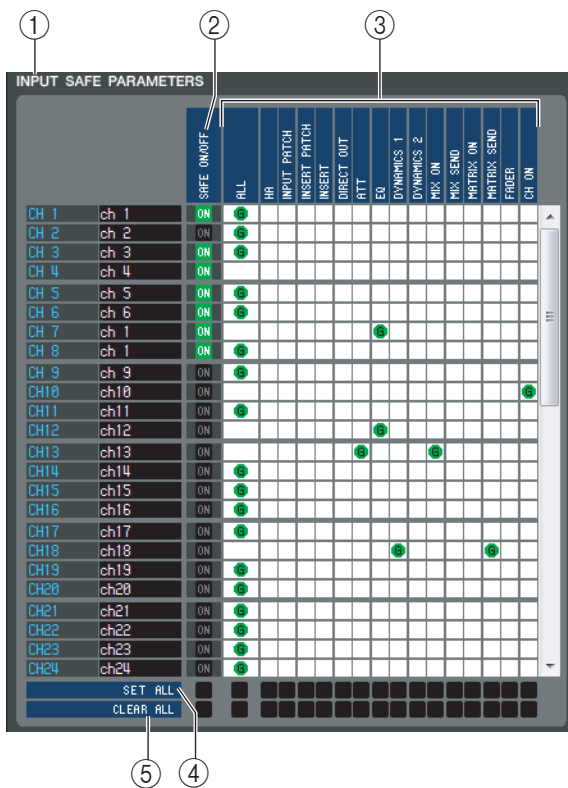 ① ② ③
INPUT SAFE PARAMETERS
SAFE ON/OFF
ALL
HA
INPUT PATCH
INSERT PATCH
INSERT
DIRECT OUT
ATT
EQ
DYNAMICS 1
DYNAMICS 2
MIX ON
MIX SEND
MATRIX ON
MATRIX SEND
FADER
CH ON
CH 1 ch 1 ON G
CH 2 ch 2 ON G
CH 3 ch 3 ON G
CH 4 ch 4 ON
CH 5 ch 5 ON G
CH 6 ch 6 ON G
CH 7 ch 1 ON G
CH 8 ch 1 ON G
CH 9 ch 9 ON G
CH10 ch10 ON G
CH11 ch11 ON G
CH12 ch12 ON G
CH13 ch13 ON G G
CH14 ch14 ON G
CH15 ch15 ON G
CH16 ch16 ON G
CH17 ch17 ON G
CH18 ch18 ON G G
CH19 ch19 ON G
CH20 ch20 ON G
CH21 ch21 ON G
CH22 ch22 ON G
CH23 ch23 ON G
CH24 ch24 ON G
SET ALL
CLEAR ALL
⑤ ④